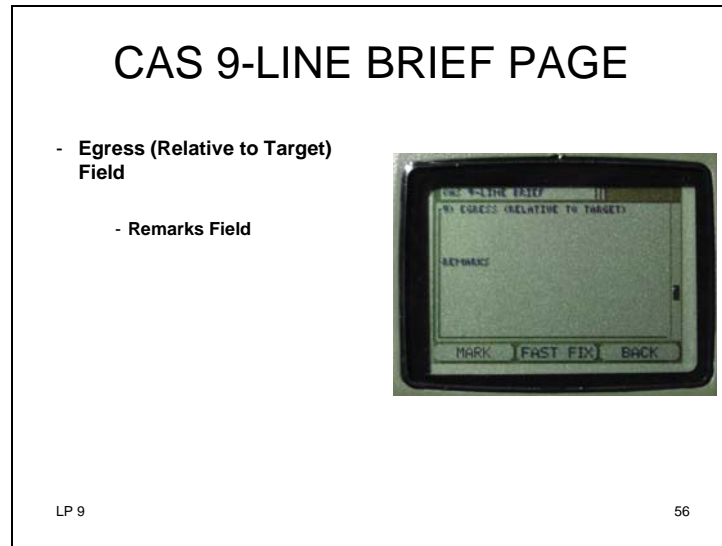 CAS 9-LINE BRIEF PAGE
- Egress (Relative to Target)
Field
- Remarks Field
CAS 9-LINE BRIEF
9) EGRESS (RELATIVE TO TARGET)
REMARKS
MARK FAST FIX BACK
LP 9
56